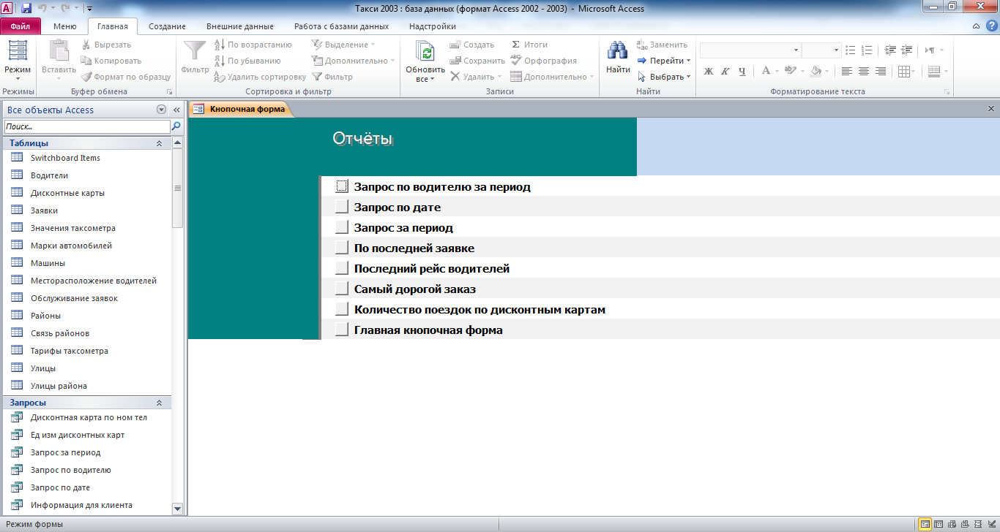 Такси 2003 : база данных (формат Access 2002 - 2003) - Microsoft Access
Файл Меню Главная Создание Внешние данные Работа с базами данных Надстройки
Режим
Режимы
Вставить
Вырезать
Копировать
Формат по образцу
Буфер обмена
Фильтр
По возрастанию
По убыванию
Удалить сортировку
Выделение
Дополнительно
Фильтр
Сортировка и фильтр
Обновить
все
Создать
Сохранить
Удалить
Итоги
Орфография
Дополнительно
Записи
Найти
Заменить
Перейти
Выбрать
Найти
Ж К Ч А
Форматирование текста
Все объекты Access
Поиск...
Таблицы
Switchboard Items
Водители
Дисконтные карты
Заявки
Значения таксометра
Марки автомобилей
Машины
Месторасположение водителей
Обслуживание заявок
Районы
Связь районов
Тарифы таксометра
Улицы
Улицы района
Запросы
Дисконтная карта по ном тел
Ед изм дисконтных карт
Запрос за период
Запрос по водителю
Запрос по дате
Информация для клиента
Кнопочная форма
Отчёты
Запрос по водителю за период
Запрос по дате
Запрос за период
По последней заявке
Последний рейс водителей
Самый дорогой заказ
Количество поездок по дисконтным картам
Главная кнопочная форма
Режим формы